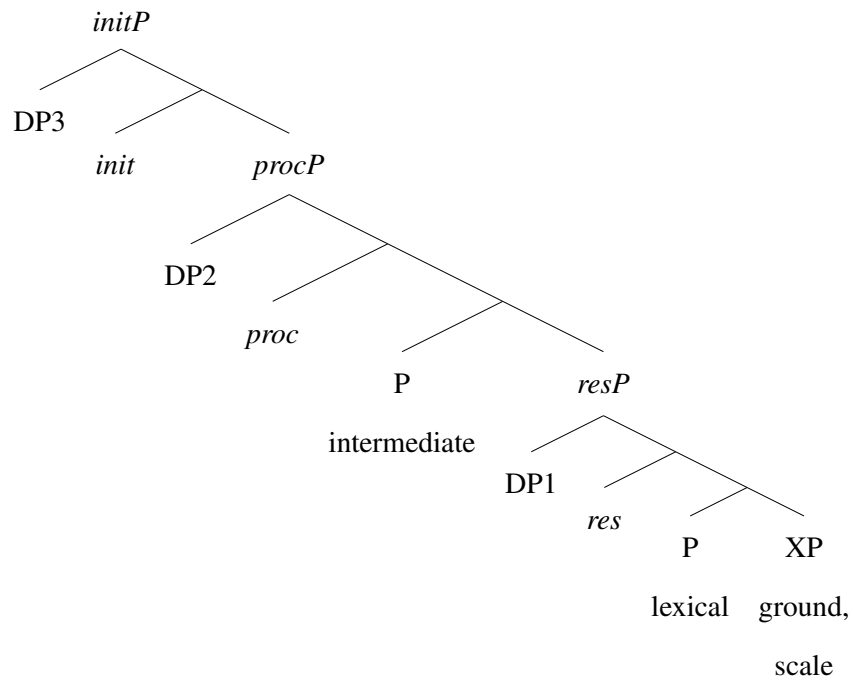 initP
DP3
init procP
DP2
proc
P resP
intermediate
DP1
res
P XP
lexical ground,
scale